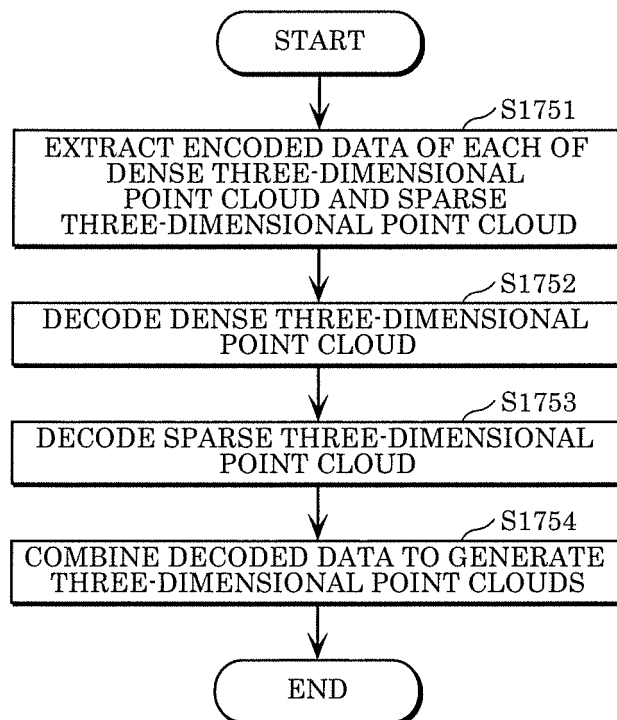 START
S1751
EXTRACT ENCODED DATA OF EACH OF
DENSE THREE-DIMENSIONAL
POINT CLOUD AND SPARSE
THREE-DIMENSIONAL POINT CLOUD
S1752
DECODE DENSE THREE-DIMENSIONAL
POINT CLOUD
S1753
DECODE SPARSE THREE-DIMENSIONAL
POINT CLOUD
S1754
COMBINE DECODED DATA TO GENERATE
THREE-DIMENSIONAL POINT CLOUDS
END